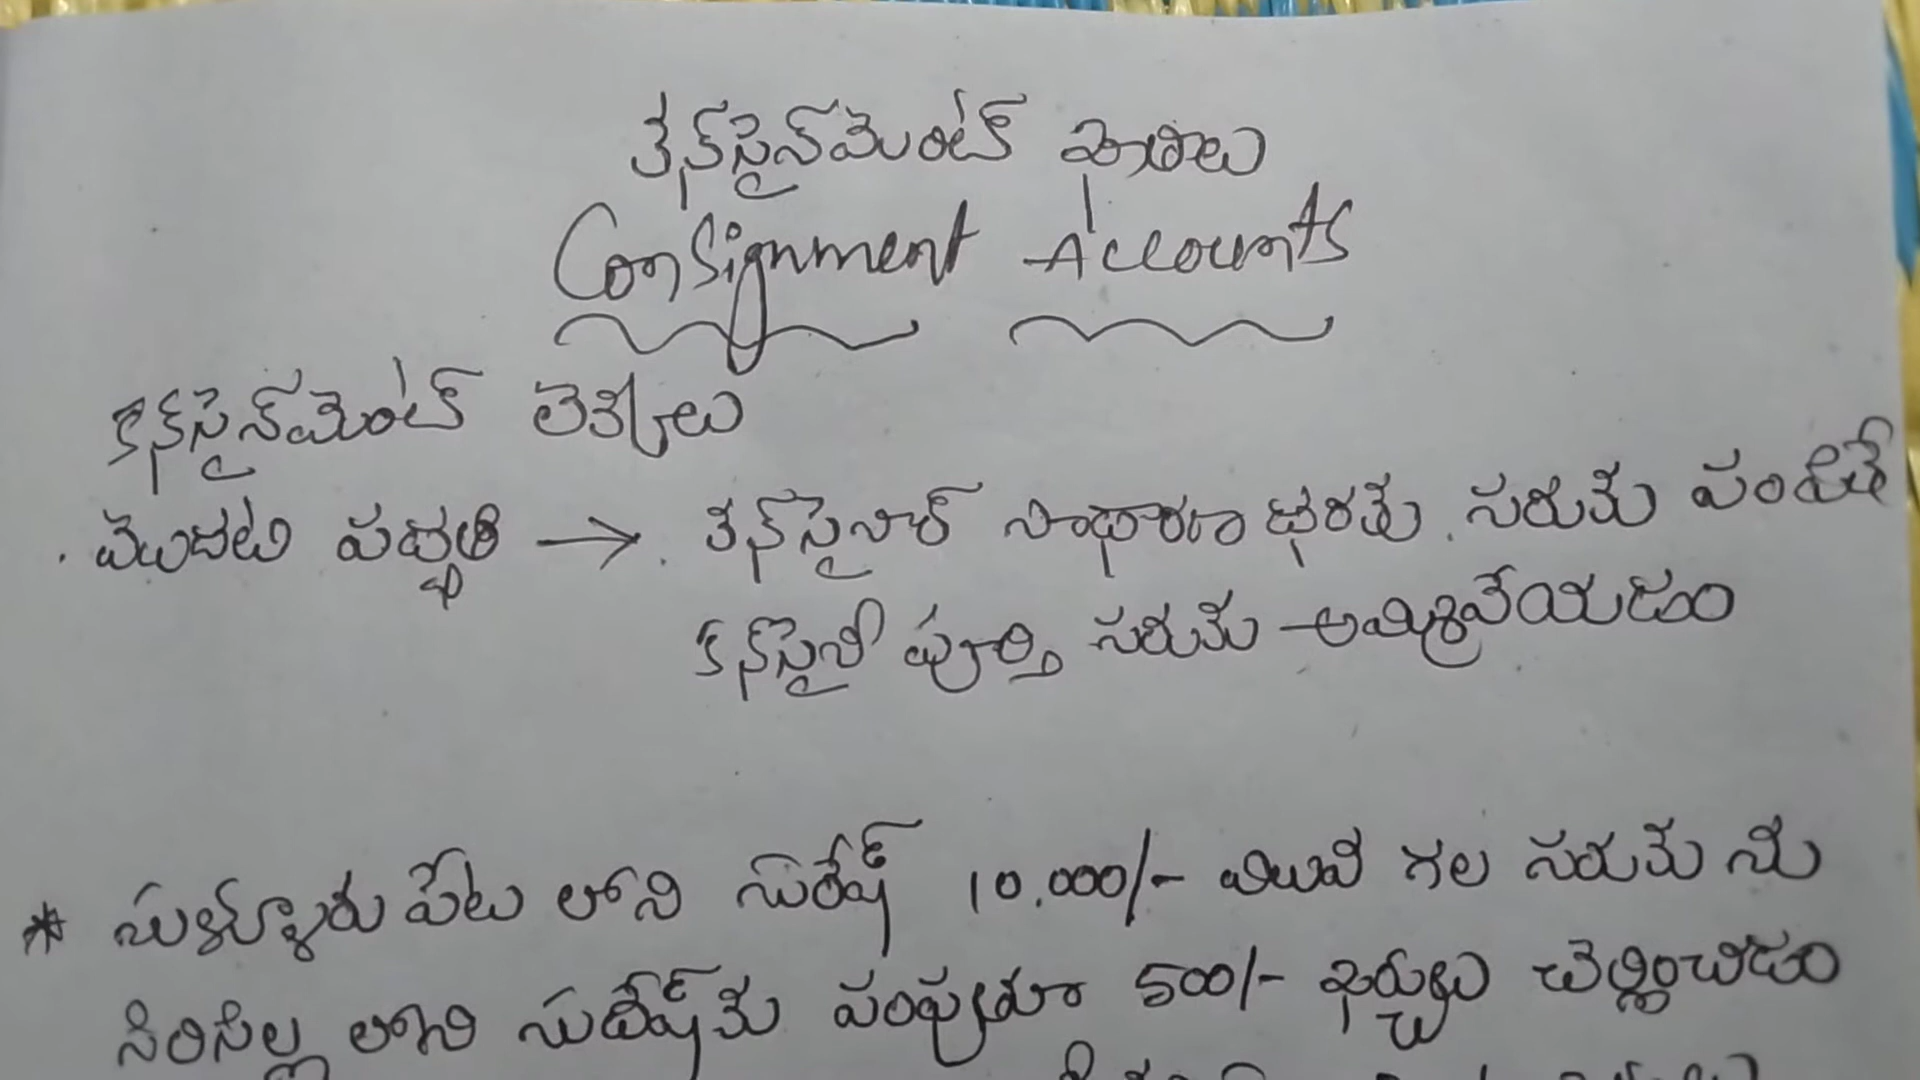 కన్‌సైన్‌మెంట్ ఖాతాలు
Consignment Accounts
కన్‌సైన్‌మెంట్ లెక్కలు
మొదటి పద్ధతి → కన్‌సైనార్ సాధారణ ధరకు సరుకు పంపితే
కన్‌సైనీ పూర్తి సరుకు అమ్మివేయడం
* సుళ్ళూరు పేట లోని సురేష్ 10,000/- విలువ గల సరుకు ను
సిరిసిల్ల లోని సుదేష్‌కు పంపుతూ 500/- ఖర్చులు చెల్లించడం